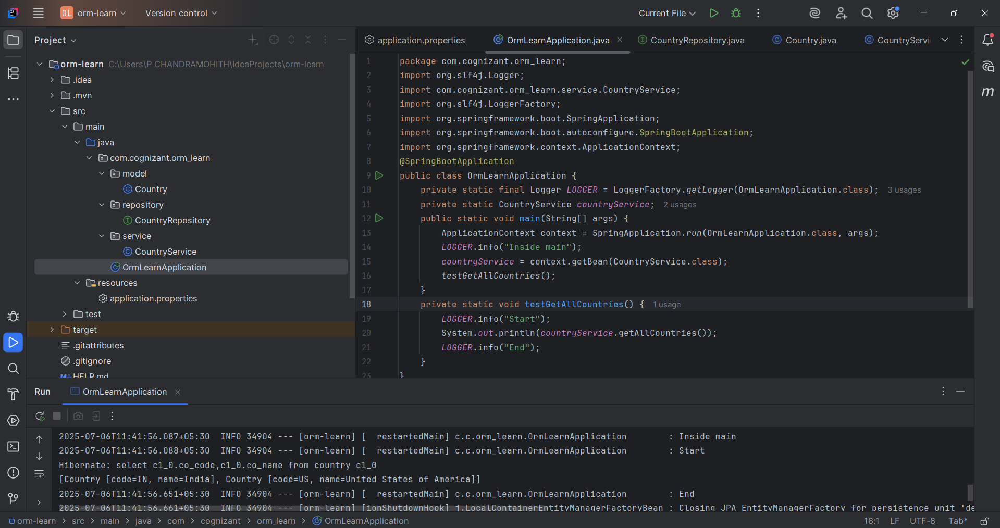 OL orm-learn Version control Current File
Project
orm-learn C:\Users\P CHANDRAMOHITH\IdeaProjects\orm-learn
.idea
.mvn
src
main
java
com.cognizant.orm_learn
model
Country
repository
CountryRepository
service
CountryService
OrmLearnApplication
resources
application.properties
test
target
.gitattributes
.gitignore
M↓ HELP.md
application.properties OrmLearnApplication.java CountryRepository.java Country.java CountryServi
1 package com.cognizant.orm_learn;
2 import org.slf4j.Logger;
3 import com.cognizant.orm_learn.service.CountryService;
4 import org.slf4j.LoggerFactory;
5 import org.springframework.boot.SpringApplication;
6 import org.springframework.boot.autoconfigure.SpringBootApplication;
7 import org.springframework.context.ApplicationContext;
8 @SpringBootApplication
9 public class OrmLearnApplication {
10 private static final Logger LOGGER = LoggerFactory.getLogger(OrmLearnApplication.class); 3 usages
11 private static CountryService countryService; 2 usages
12 public static void main(String[] args) {
13 ApplicationContext context = SpringApplication.run(OrmLearnApplication.class, args);
14 LOGGER.info("Inside main");
15 countryService = context.getBean(CountryService.class);
16 testGetAllCountries();
17 }
18 private static void testGetAllCountries() { 1 usage
19 LOGGER.info("Start");
20 System.out.println(countryService.getAllCountries());
21 LOGGER.info("End");
22 }
23 }
Run OrmLearnApplication
2025-07-06T11:41:56.087+05:30 INFO 34904 --- [orm-learn] [ restartedMain] c.c.orm_learn.OrmLearnApplication : Inside main
2025-07-06T11:41:56.088+05:30 INFO 34904 --- [orm-learn] [ restartedMain] c.c.orm_learn.OrmLearnApplication : Start
Hibernate: select c1_0.co_code,c1_0.co_name from country c1_0
[Country [code=IN, name=India], Country [code=US, name=United States of America]]
2025-07-06T11:41:56.651+05:30 INFO 34904 --- [orm-learn] [ restartedMain] c.c.orm_learn.OrmLearnApplication : End
2025-07-06T11:41:56.661+05:30 INFO 34904 --- [orm-learn] [ionShutdownHook] j.LocalContainerEntityManagerFactoryBean : Closing JPA EntityManagerFactory for persistence unit 'de
orm-learn > src > main > java > com > cognizant > orm_learn > OrmLearnApplication 18:1 LF UTF-8 Tab*